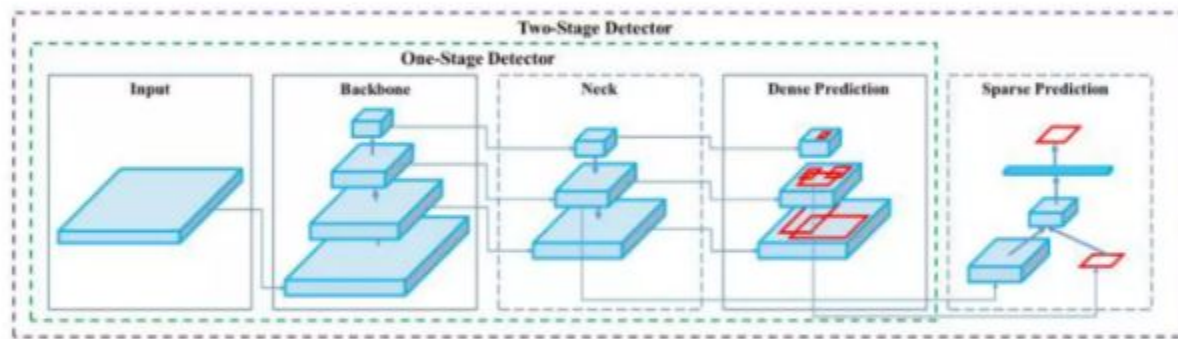 Two-Stage Detector
One-Stage Detector
Input
Backbone
Neck
Dense Prediction
Sparse Prediction